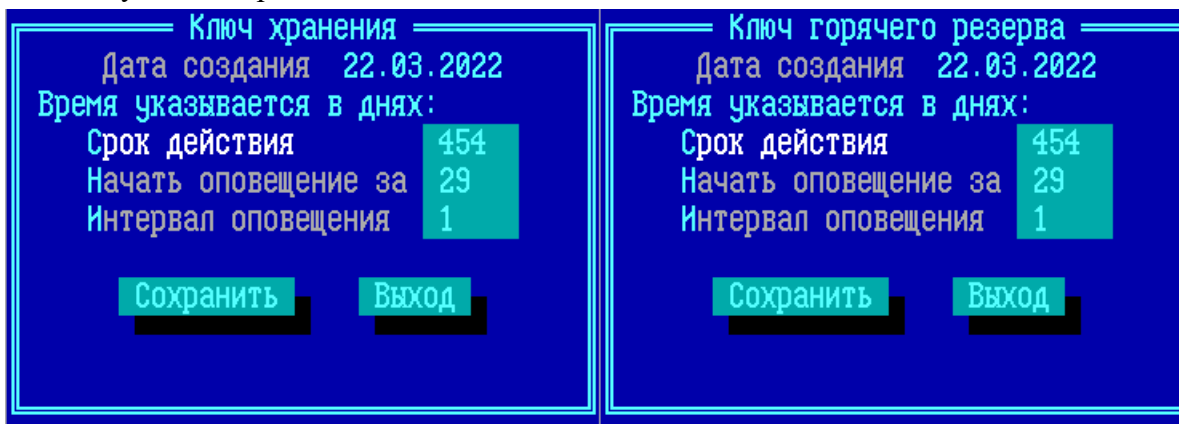 Ключ хранения
Дата создания 22.03.2022
Время указывается в днях:
Срок действия 454
Начать оповещение за 29
Интервал оповещения 1
Сохранить Выход
Ключ горячего резерва
Дата создания 22.03.2022
Время указывается в днях:
Срок действия 454
Начать оповещение за 29
Интервал оповещения 1
Сохранить Выход